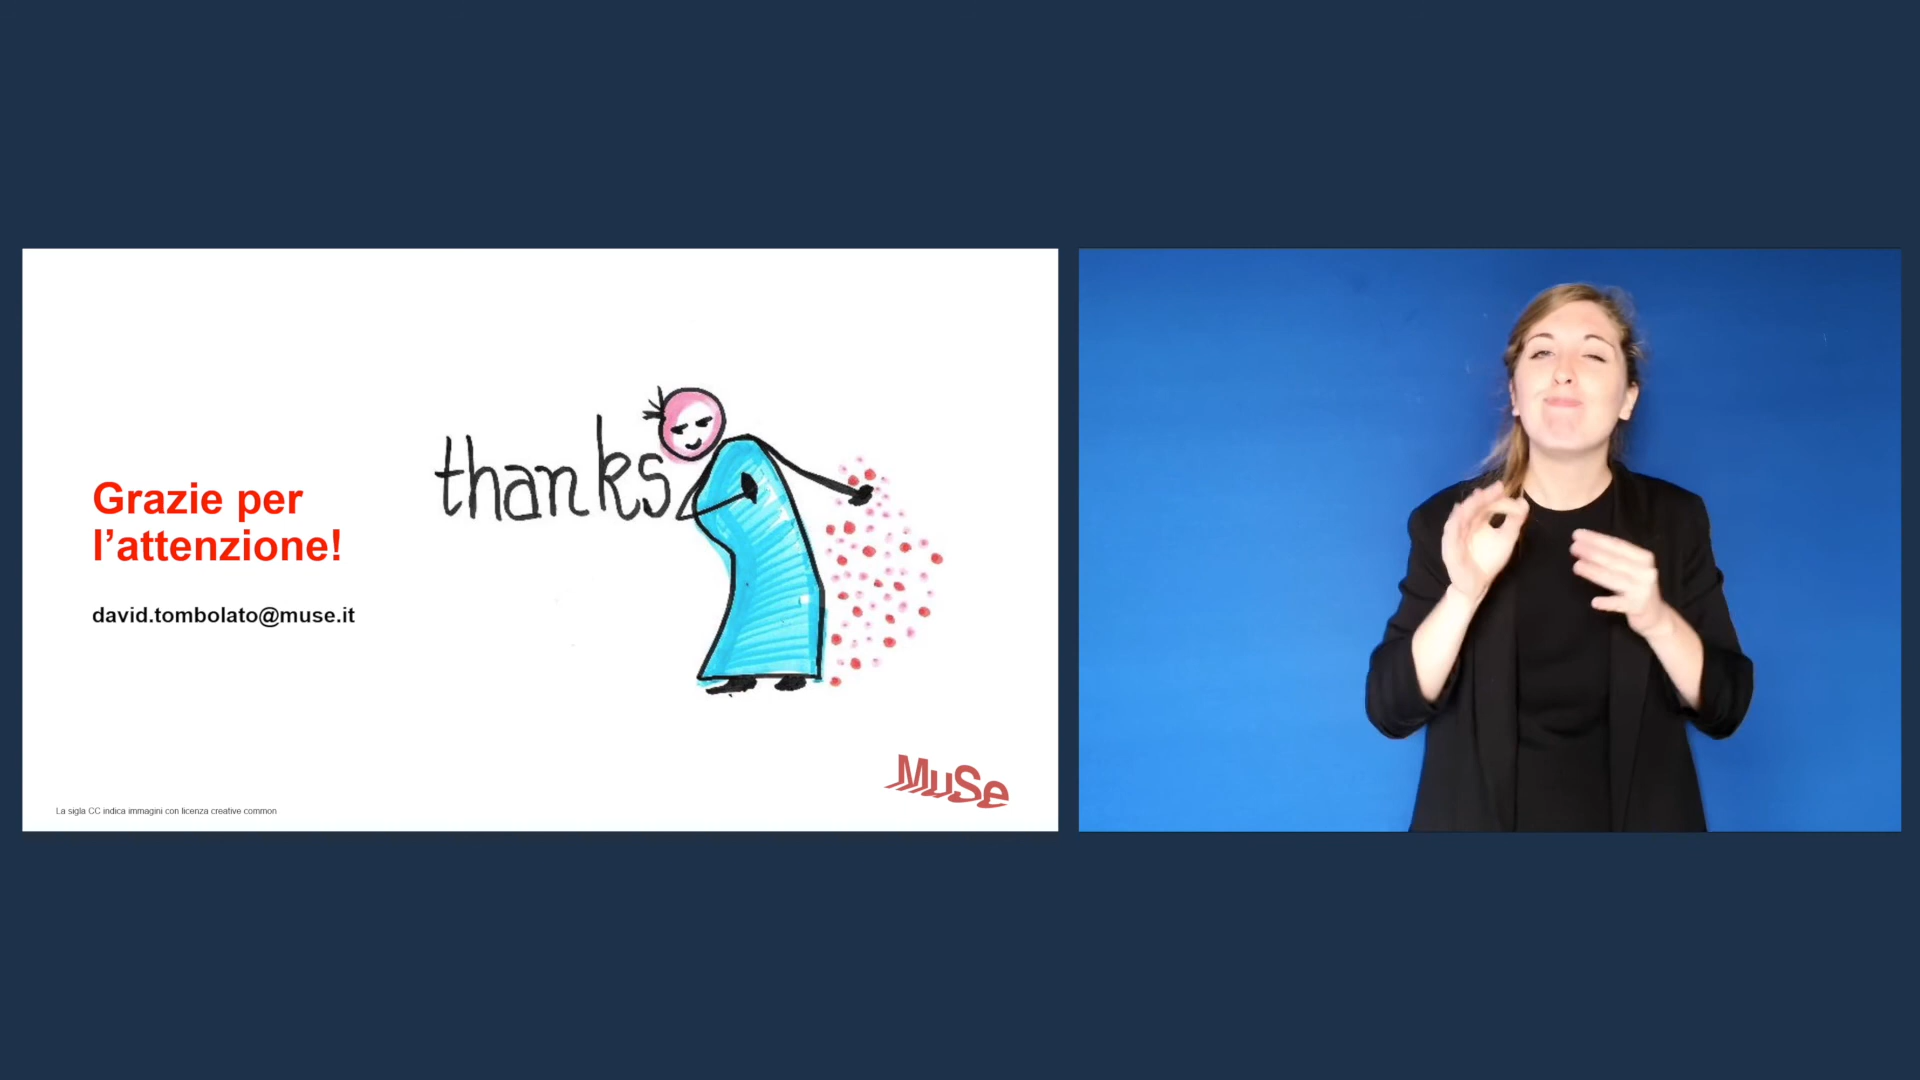 Grazie per
l’attenzione!
david.tombolato@muse.it
thanks
MuSe
La sigla CC indica immagini con licenza creative common